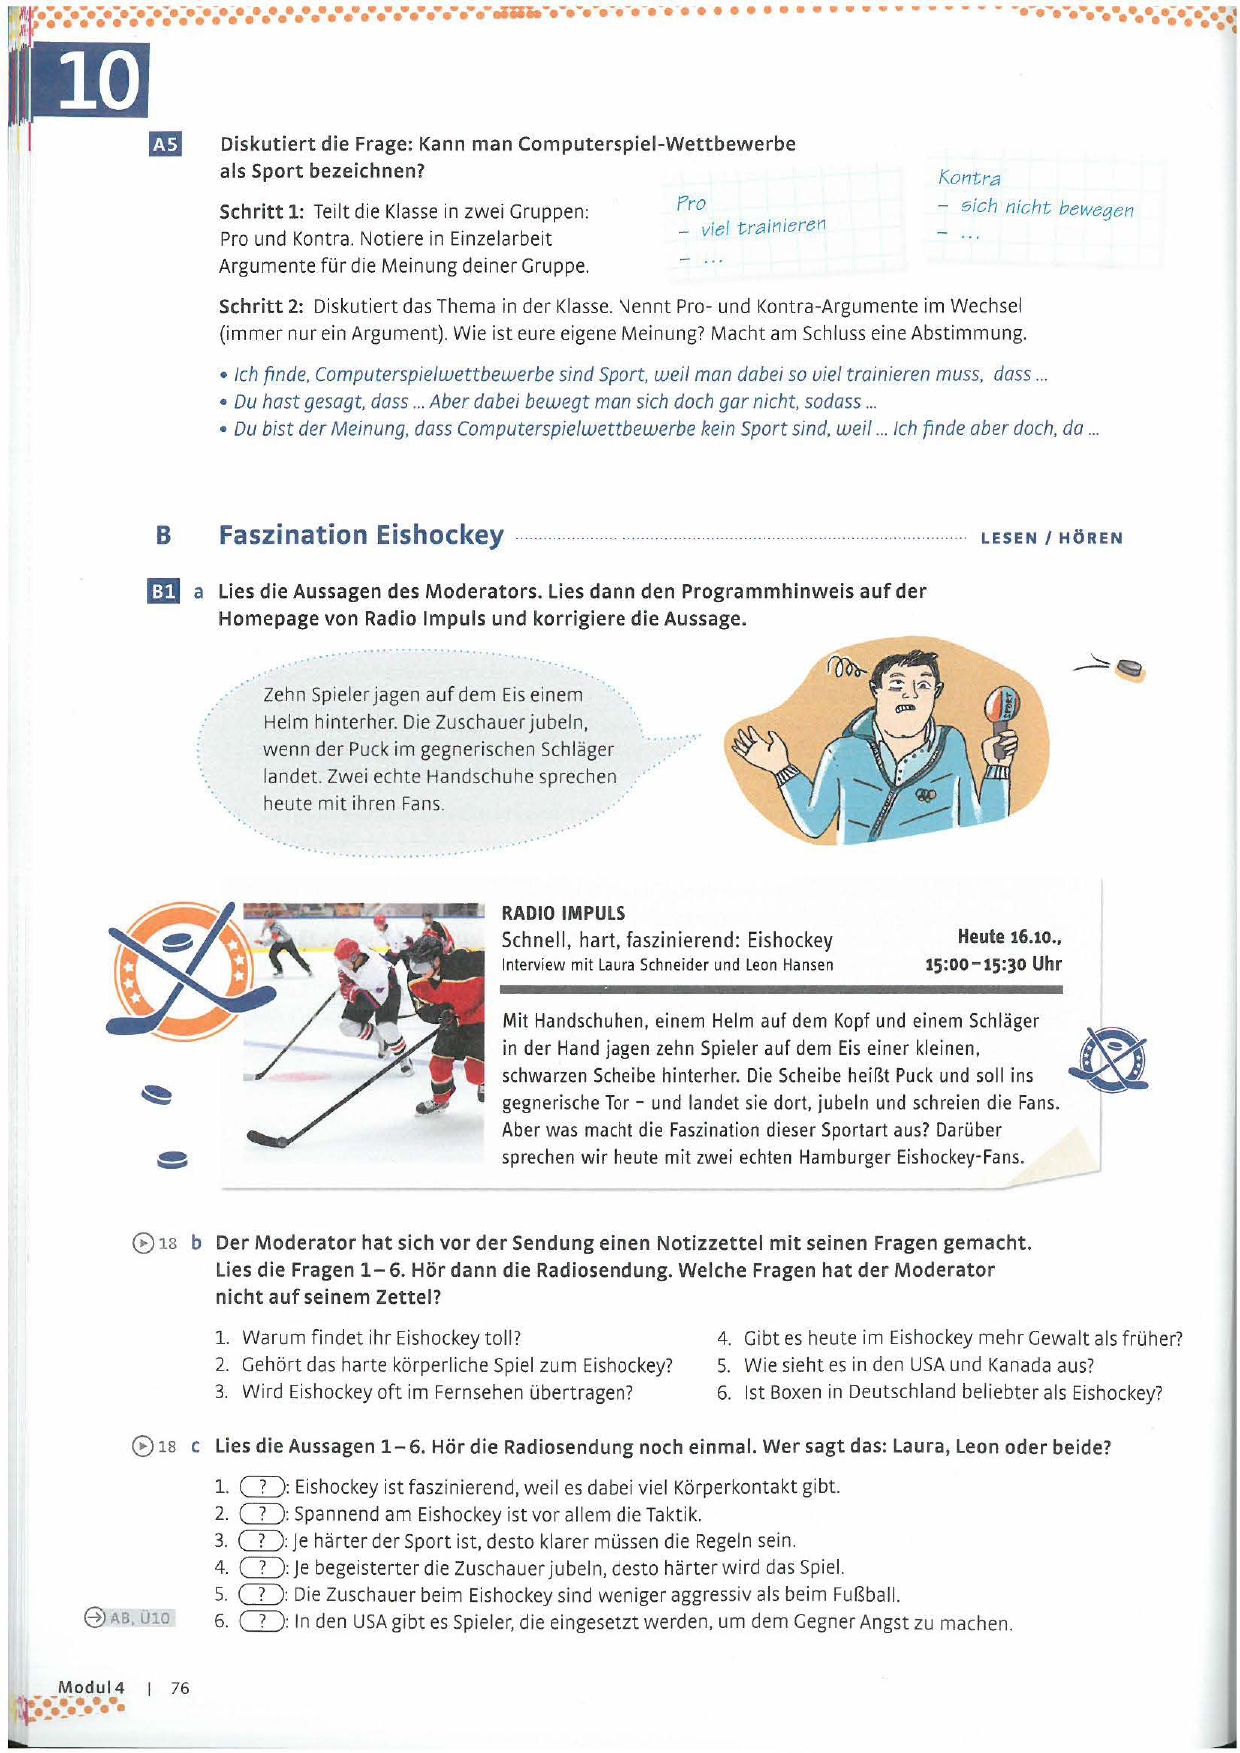 10
A5 Diskutiert die Frage: Kann man Computerspiel-Wettbewerbe
als Sport bezeichnen?
Schritt 1: Teilt die Klasse in zwei Gruppen:
Pro und Kontra. Notiere in Einzelarbeit
Argumente für die Meinung deiner Gruppe.
Pro
– viel trainieren
– ...
Kontra
– sich nicht bewegen
– ...
Schritt 2: Diskutiert das Thema in der Klasse. Nennt Pro- und Kontra-Argumente im Wechsel
(immer nur ein Argument). Wie ist eure eigene Meinung? Macht am Schluss eine Abstimmung.
• Ich finde, Computerspielwettbewerbe sind Sport, weil man dabei so viel trainieren muss, dass ...
• Du hast gesagt, dass ... Aber dabei bewegt man sich doch gar nicht, sodass ...
• Du bist der Meinung, dass Computerspielwettbewerbe kein Sport sind, weil ... Ich finde aber doch, da ...
B Faszination Eishockey LESEN / HÖREN
B1 a Lies die Aussagen des Moderators. Lies dann den Programmhinweis auf der
Homepage von Radio Impuls und korrigiere die Aussage.
Zehn Spieler jagen auf dem Eis einem
Helm hinterher. Die Zuschauer jubeln,
wenn der Puck im gegnerischen Schläger
landet. Zwei echte Handschuhe sprechen
heute mit ihren Fans.
SPORT
RADIO IMPULS
Schnell, hart, faszinierend: Eishockey
Interview mit Laura Schneider und Leon Hansen
Heute 16.10.,
15:00–15:30 Uhr
Mit Handschuhen, einem Helm auf dem Kopf und einem Schläger
in der Hand jagen zehn Spieler auf dem Eis einer kleinen,
schwarzen Scheibe hinterher. Die Scheibe heißt Puck und soll ins
gegnerische Tor – und landet sie dort, jubeln und schreien die Fans.
Aber was macht die Faszination dieser Sportart aus? Darüber
sprechen wir heute mit zwei echten Hamburger Eishockey-Fans.
18 b Der Moderator hat sich vor der Sendung einen Notizzettel mit seinen Fragen gemacht.
Lies die Fragen 1–6. Hör dann die Radiosendung. Welche Fragen hat der Moderator
nicht auf seinem Zettel?
1. Warum findet ihr Eishockey toll?
2. Gehört das harte körperliche Spiel zum Eishockey?
3. Wird Eishockey oft im Fernsehen übertragen?
4. Gibt es heute im Eishockey mehr Gewalt als früher?
5. Wie sieht es in den USA und Kanada aus?
6. Ist Boxen in Deutschland beliebter als Eishockey?
18 c Lies die Aussagen 1–6. Hör die Radiosendung noch einmal. Wer sagt das: Laura, Leon oder beide?
1. ( ? ): Eishockey ist faszinierend, weil es dabei viel Körperkontakt gibt.
2. ( ? ): Spannend am Eishockey ist vor allem die Taktik.
3. ( ? ): Je härter der Sport ist, desto klarer müssen die Regeln sein.
4. ( ? ): Je begeisterter die Zuschauer jubeln, desto härter wird das Spiel.
5. ( ? ): Die Zuschauer beim Eishockey sind weniger aggressiv als beim Fußball.
6. ( ? ): In den USA gibt es Spieler, die eingesetzt werden, um dem Gegner Angst zu machen.
AB, Ü10
Modul 4 | 76